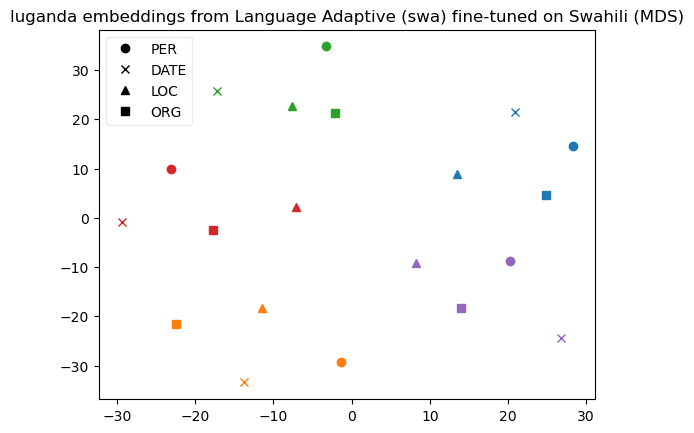 luganda embeddings from Language Adaptive (swa) fine-tuned on Swahili (MDS)
PER
DATE
LOC
ORG
30
20
10
0
−10
−20
−30
−30 −20 −10 0 10 20 30